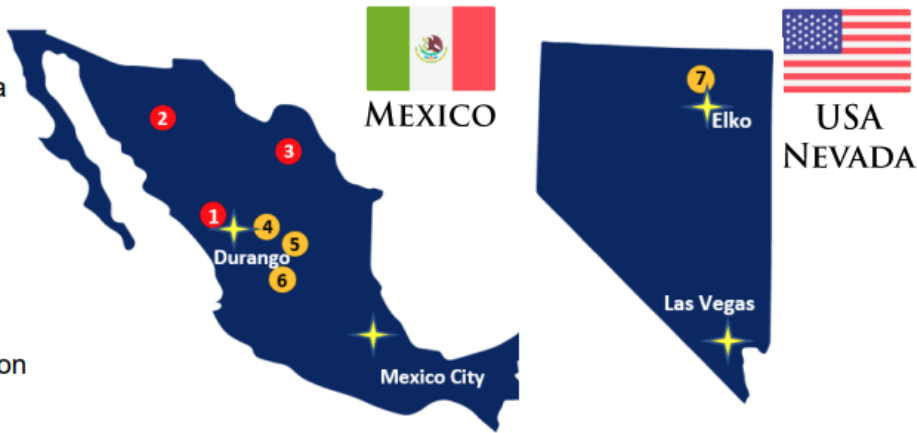 a
on
MEXICO
2
3
1
4
5
6
Durango
Mexico City
USA
NEVADA
7
Elko
Las Vegas